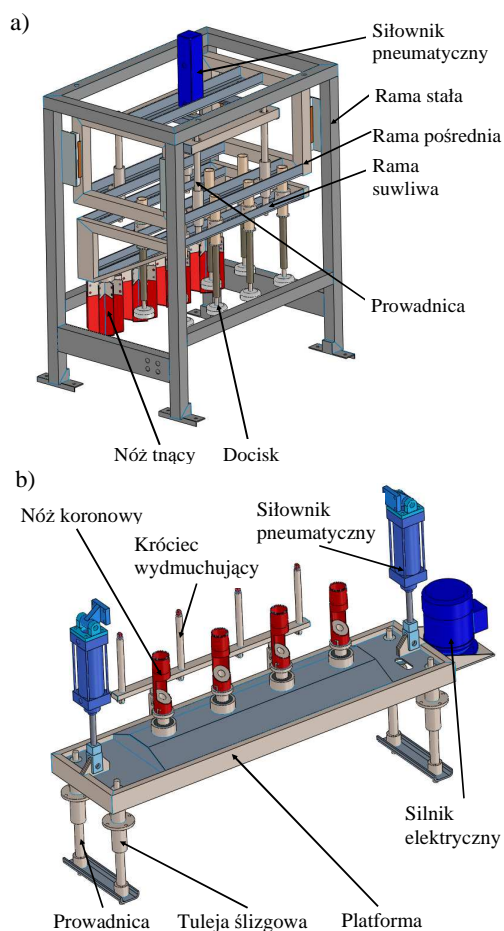 a)
Siłownik
pneumatyczny
Rama stała
Rama pośrednia
Rama
suwliwa
Prowadnica
Nóż tnący
Docisk
b)
Nóż koronowy
Króciec
wydmuchujący
Siłownik
pneumatyczny
Silnik
elektryczny
Prowadnica
Tuleja ślizgowa
Platforma